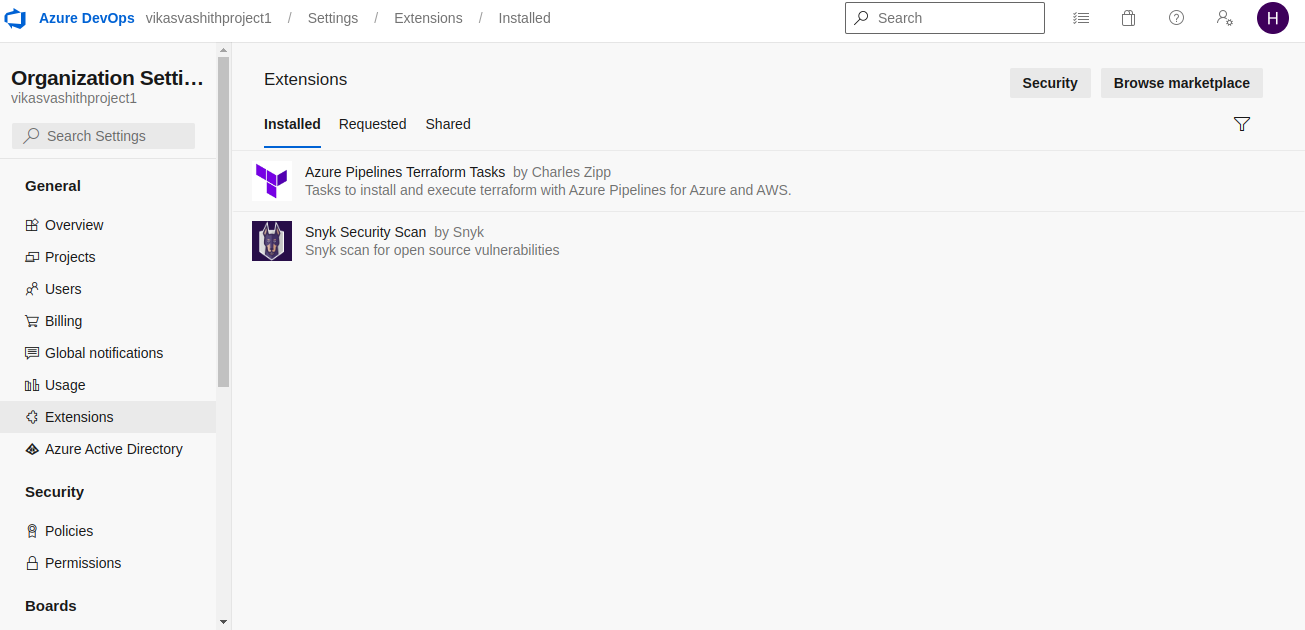 Azure DevOps vikasvashithproject1 / Settings / Extensions / Installed
Search
H
Organization Setti…
vikasvashithproject1
Search Settings
General
Overview
Projects
Users
Billing
Global notifications
Usage
Extensions
Azure Active Directory
Security
Policies
Permissions
Boards
Extensions
Security
Browse marketplace
Installed Requested Shared
Azure Pipelines Terraform Tasks by Charles Zipp
Tasks to install and execute terraform with Azure Pipelines for Azure and AWS.
Snyk Security Scan by Snyk
Snyk scan for open source vulnerabilities